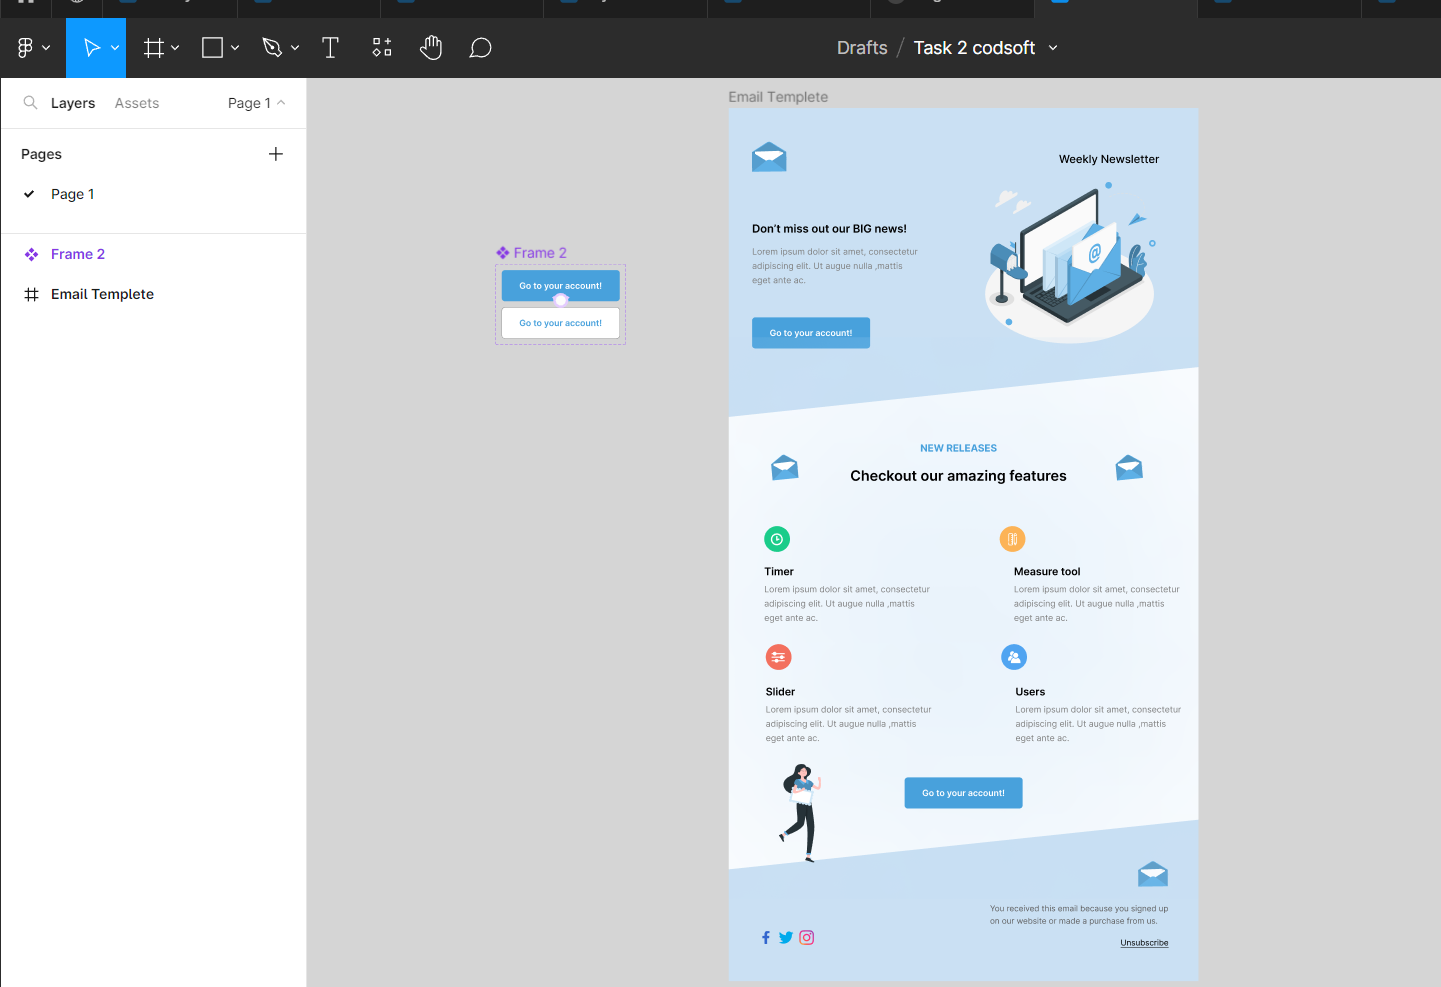 Drafts / Task 2 codsoft
Layers Assets Page 1
Pages
Page 1
Frame 2
Email Templete
Frame 2
Go to your account!
Go to your account!
Email Templete
Weekly Newsletter
Don't miss out our BIG news!
Lorem ipsum dolor sit amet, consectetur
adipiscing elit. Ut augue nulla ,mattis
eget ante ac.
@
Go to your account!
NEW RELEASES
Checkout our amazing features
Timer
Lorem ipsum dolor sit amet, consectetur
adipiscing elit. Ut augue nulla ,mattis
eget ante ac.
Measure tool
Lorem ipsum dolor sit amet, consectetur
adipiscing elit. Ut augue nulla ,mattis
eget ante ac.
Slider
Lorem ipsum dolor sit amet, consectetur
adipiscing elit. Ut augue nulla ,mattis
eget ante ac.
Users
Lorem ipsum dolor sit amet, consectetur
adipiscing elit. Ut augue nulla ,mattis
eget ante ac.
Go to your account!
You received this email because you signed up
on our website or made a purchase from us.
Unsubscribe